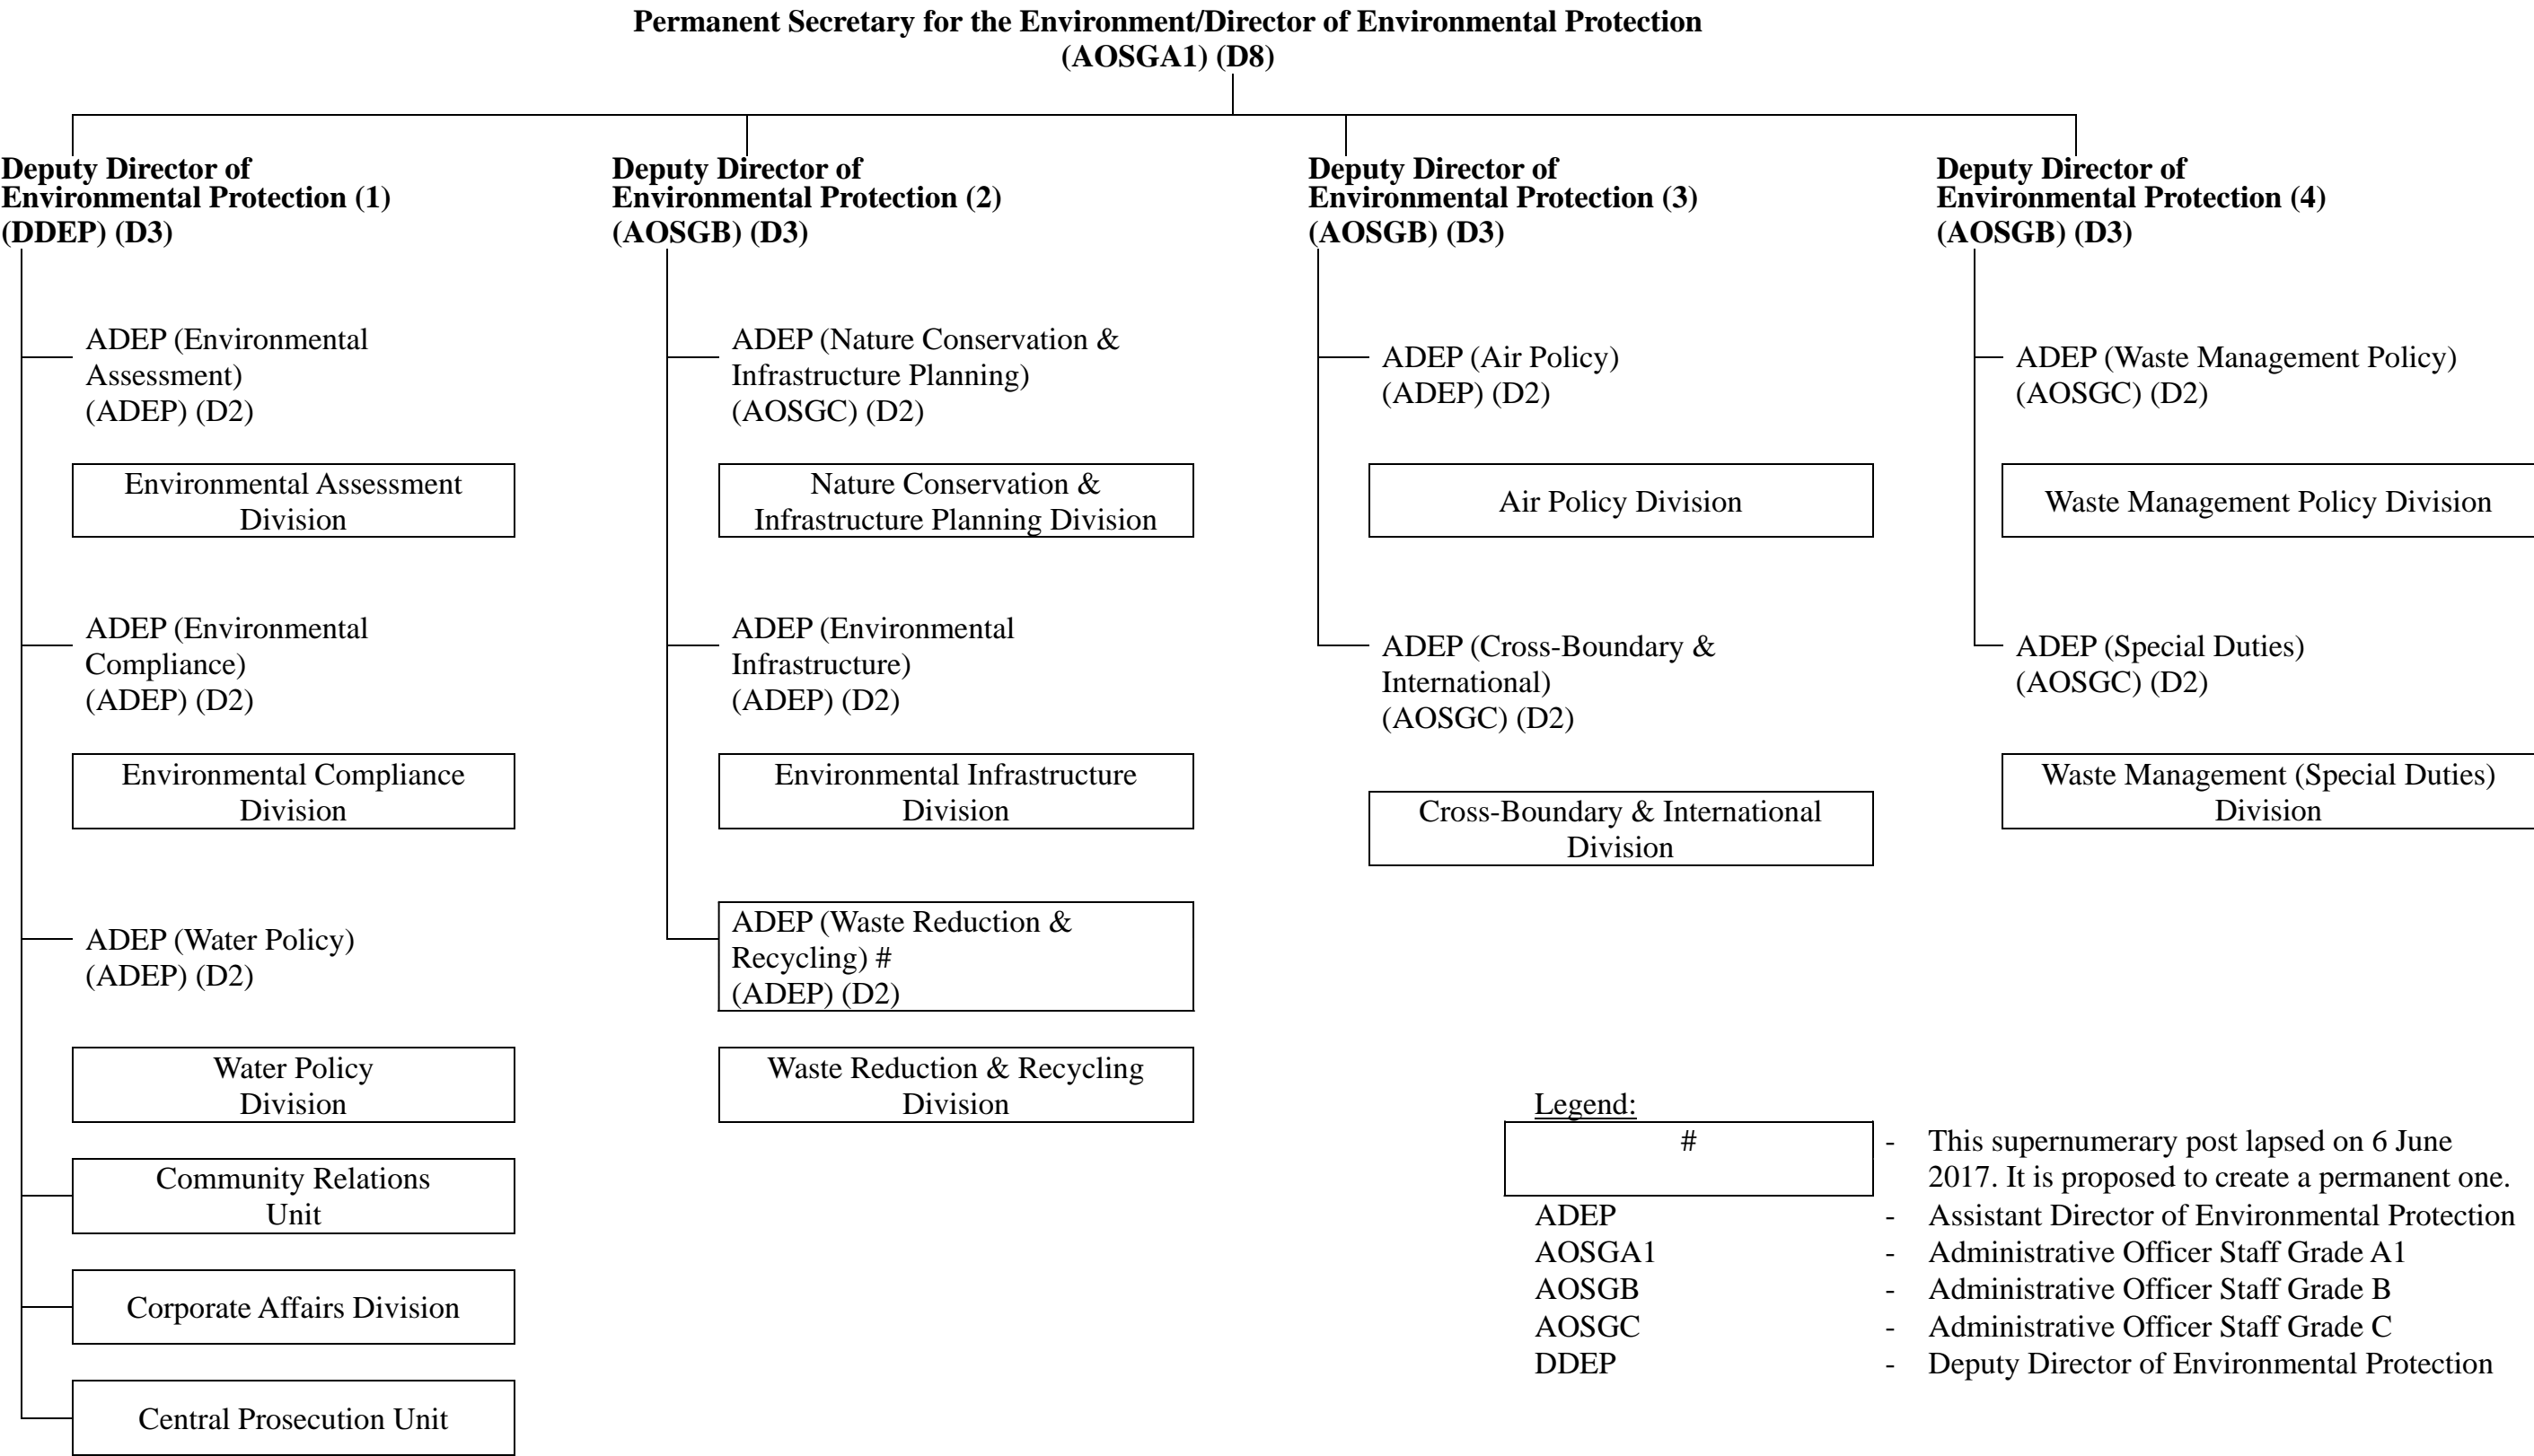 Permanent Secretary for the Environment/Director of Environmental Protection
(AOSGA1) (D8)
Deputy Director of
Environmental Protection (1)
(DDEP) (D3)
ADEP (Environmental
Assessment)
(ADEP) (D2)
Environmental Assessment
Division
ADEP (Environmental
Compliance)
(ADEP) (D2)
Environmental Compliance
Division
ADEP (Water Policy)
(ADEP) (D2)
Water Policy
Division
Community Relations
Unit
Corporate Affairs Division
Central Prosecution Unit
Deputy Director of
Environmental Protection (2)
(AOSGB) (D3)
ADEP (Nature Conservation &
Infrastructure Planning)
(AOSGC) (D2)
Nature Conservation &
Infrastructure Planning Division
ADEP (Environmental
Infrastructure)
(ADEP) (D2)
Environmental Infrastructure
Division
ADEP (Waste Reduction &
Recycling) #
(ADEP) (D2)
Waste Reduction & Recycling
Division
Deputy Director of
Environmental Protection (3)
(AOSGB) (D3)
ADEP (Air Policy)
(ADEP) (D2)
Air Policy Division
ADEP (Cross-Boundary &
International)
(AOSGC) (D2)
Cross-Boundary & International
Division
Deputy Director of
Environmental Protection (4)
(AOSGB) (D3)
ADEP (Waste Management Policy)
(AOSGC) (D2)
Waste Management Policy Division
ADEP (Special Duties)
(AOSGC) (D2)
Waste Management (Special Duties)
Division
Legend:
# - This supernumerary post lapsed on 6 June
2017. It is proposed to create a permanent one.
ADEP - Assistant Director of Environmental Protection
AOSGA1 - Administrative Officer Staff Grade A1
AOSGB - Administrative Officer Staff Grade B
AOSGC - Administrative Officer Staff Grade C
DDEP - Deputy Director of Environmental Protection